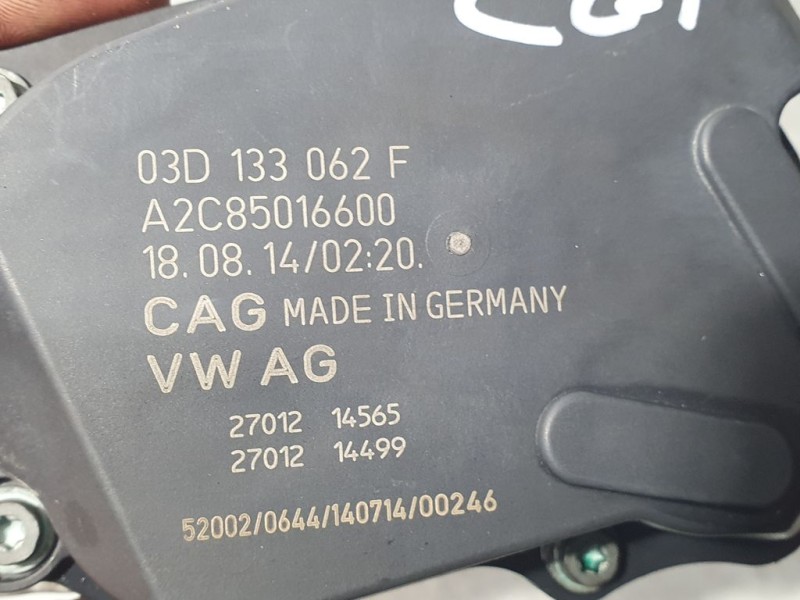 03D 133 062 F
A2C85016600
18.08.14/02:20.
CAG MADE IN GERMANY
VW AG
27012 14565
27012 14499
52002/0644/140714/00246